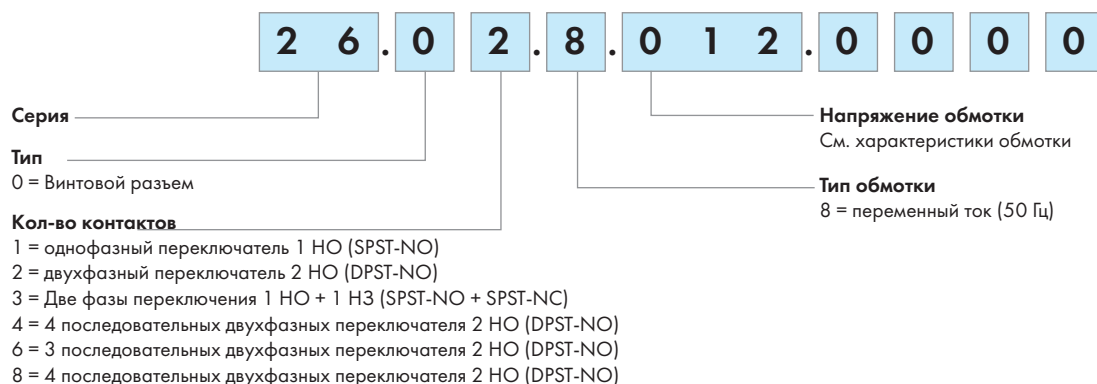 2 6 . 0 2 . 8 . 0 1 2 . 0 0 0 0
Серия
Тип
0 = Винтовой разъем
Кол-во контактов
1 = однофазный переключатель 1 НО (SPST-NO)
2 = двухфазный переключатель 2 НО (DPST-NO)
3 = Две фазы переключения 1 НО + 1 НЗ (SPST-NO + SPST-NC)
4 = 4 последовательных двухфазных переключателя 2 НО (DPST-NO)
6 = 3 последовательных двухфазных переключателя 2 НО (DPST-NO)
8 = 4 последовательных двухфазных переключателя 2 НО (DPST-NO)
Напряжение обмотки
См. характеристики обмотки
Тип обмотки
8 = переменный ток (50 Гц)